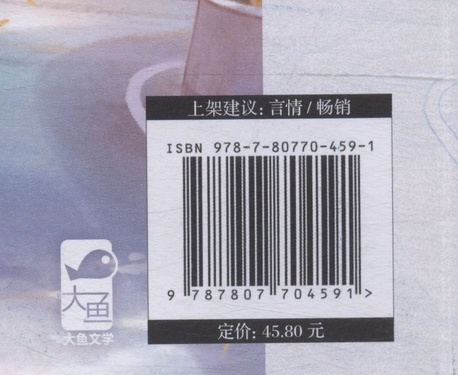 上架建议: 言情 / 畅销
ISBN 978-7-80770-459-1
9 787807 704591 >
定价: 45.80 元
大鱼
大鱼文学